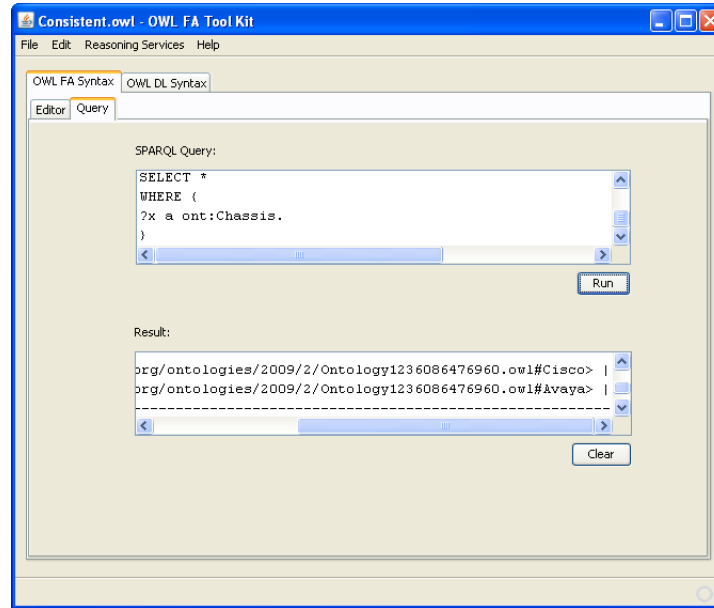 Consistent.owl - OWL FA Tool Kit
File Edit Reasoning Services Help
OWL FA Syntax OWL DL Syntax
Editor Query
SPARQL Query:
SELECT *
WHERE {
?x a ont:Chassis.
}
Run
Result:
org/ontologies/2009/2/Ontology1236086476960.owl#Cisco> |
org/ontologies/2009/2/Ontology1236086476960.owl#Avaya> |
------------------------------------------------------------
Clear